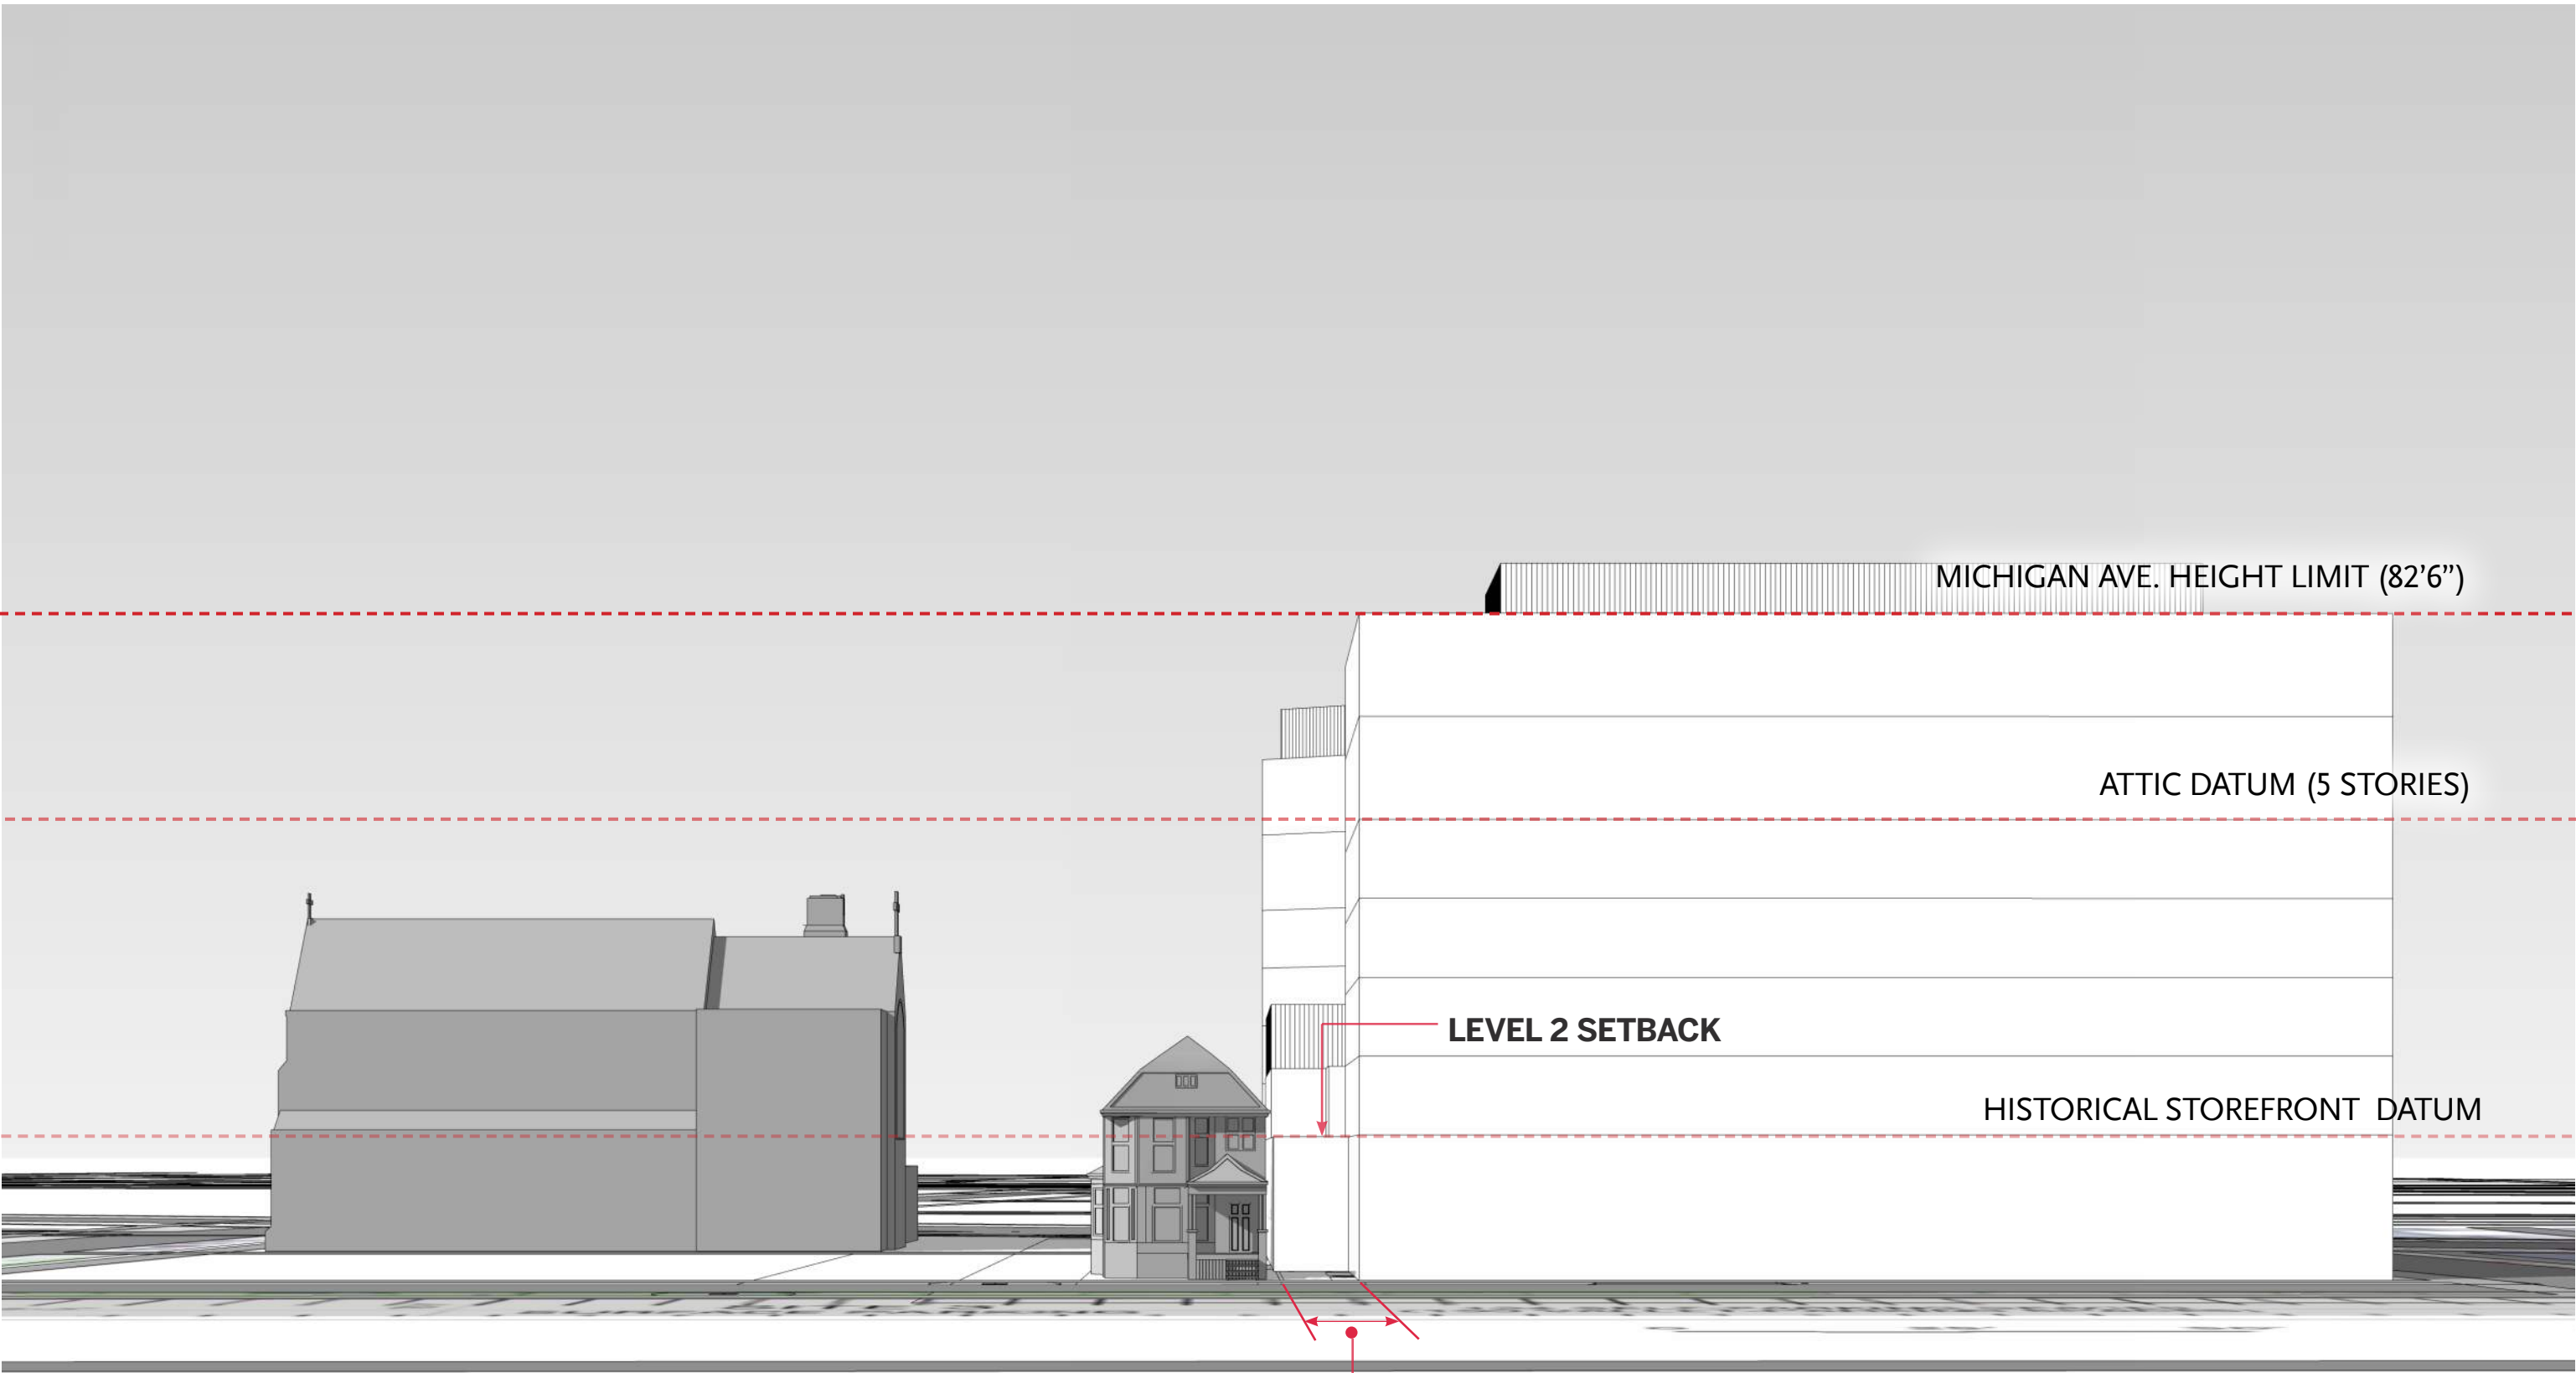 MICHIGAN AVE. HEIGHT LIMIT (82’6”)
ATTIC DATUM (5 STORIES)
LEVEL 2 SETBACK
HISTORICAL STOREFRONT DATUM